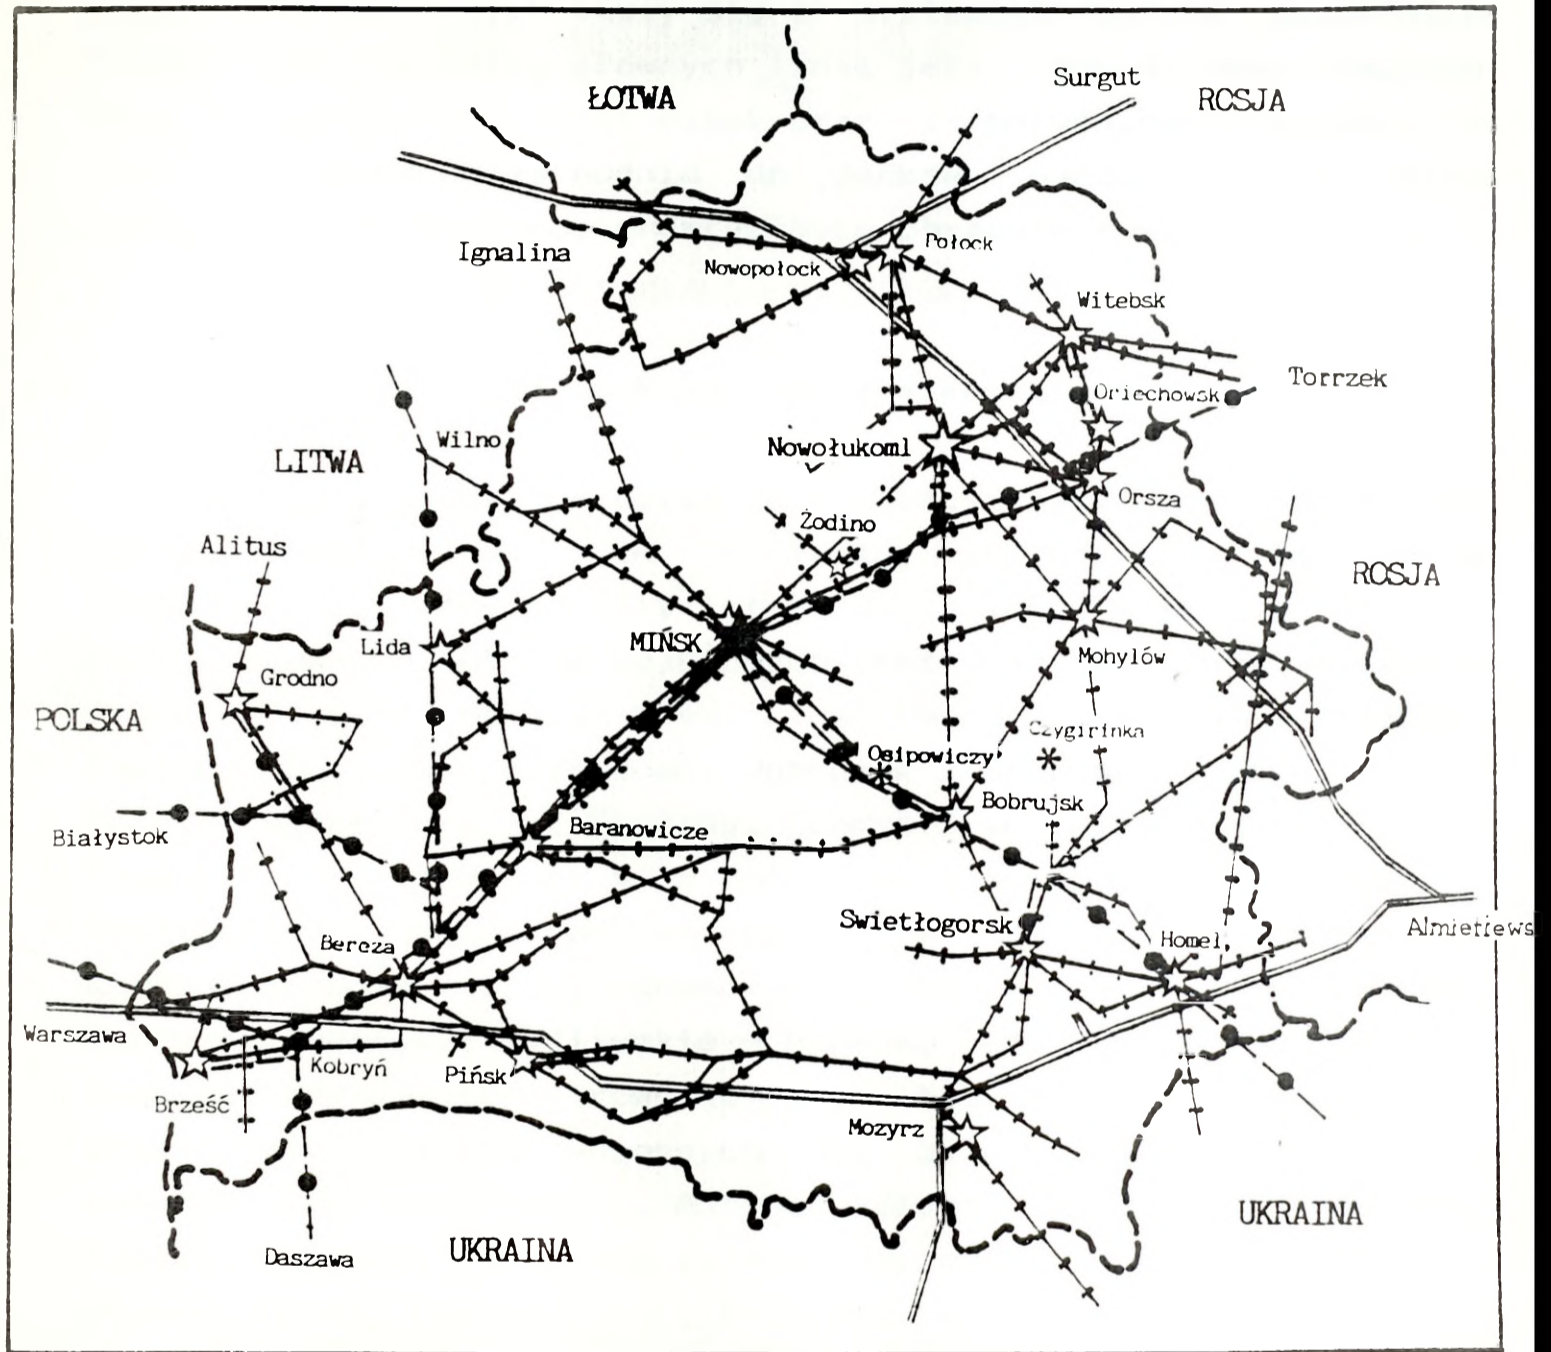 Surgut
ŁOTWA
ROSJA
Ignalina
Połock
Nowopołock
Witebsk
Torrzek
Oriechowsk
Wilno
Nowołukoml
LITWA
Orsza
Żodino
Alitus
ROSJA
MIŃSK
Lida
Mohylów
Grodno
POLSKA
Czygirinka
Osipowiczy
Bobrujsk
Baranowicze
Białystok
Swietłogorsk
Almietiews
Bereza
Homel
Warszawa
Kobryń
Pińsk
Brześć
Mozyrz
UKRAINA
UKRAINA
Daszawa